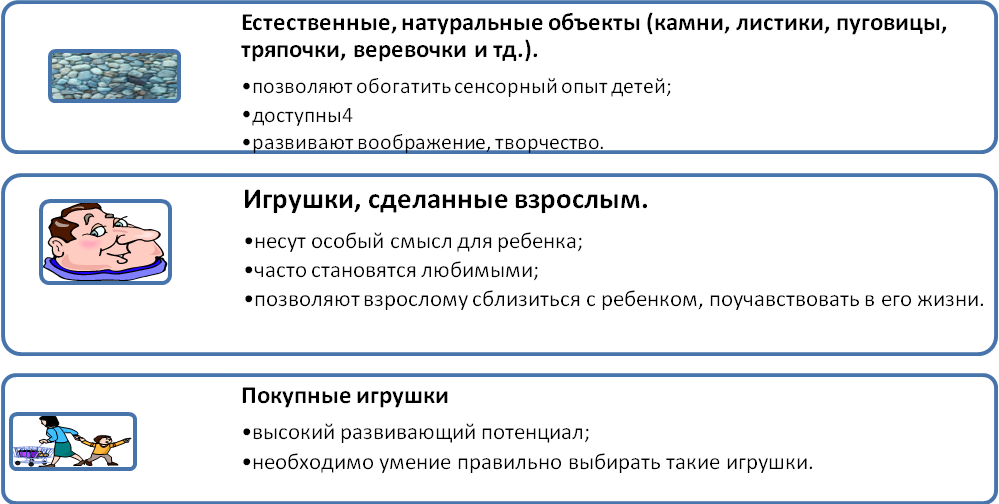 Естественные, натуральные объекты (камни, листики, пуговицы,
тряпочки, веревочки и тд.).
•позволяют обогатить сенсорный опыт детей;
•доступны4
•развивают воображение, творчество.
Игрушки, сделанные взрослым.
•несут особый смысл для ребенка;
•часто становятся любимыми;
•позволяют взрослому сблизиться с ребенком, поучавствовать в его жизни.
Покупные игрушки
•высокий развивающий потенциал;
•необходимо умение правильно выбирать такие игрушки.